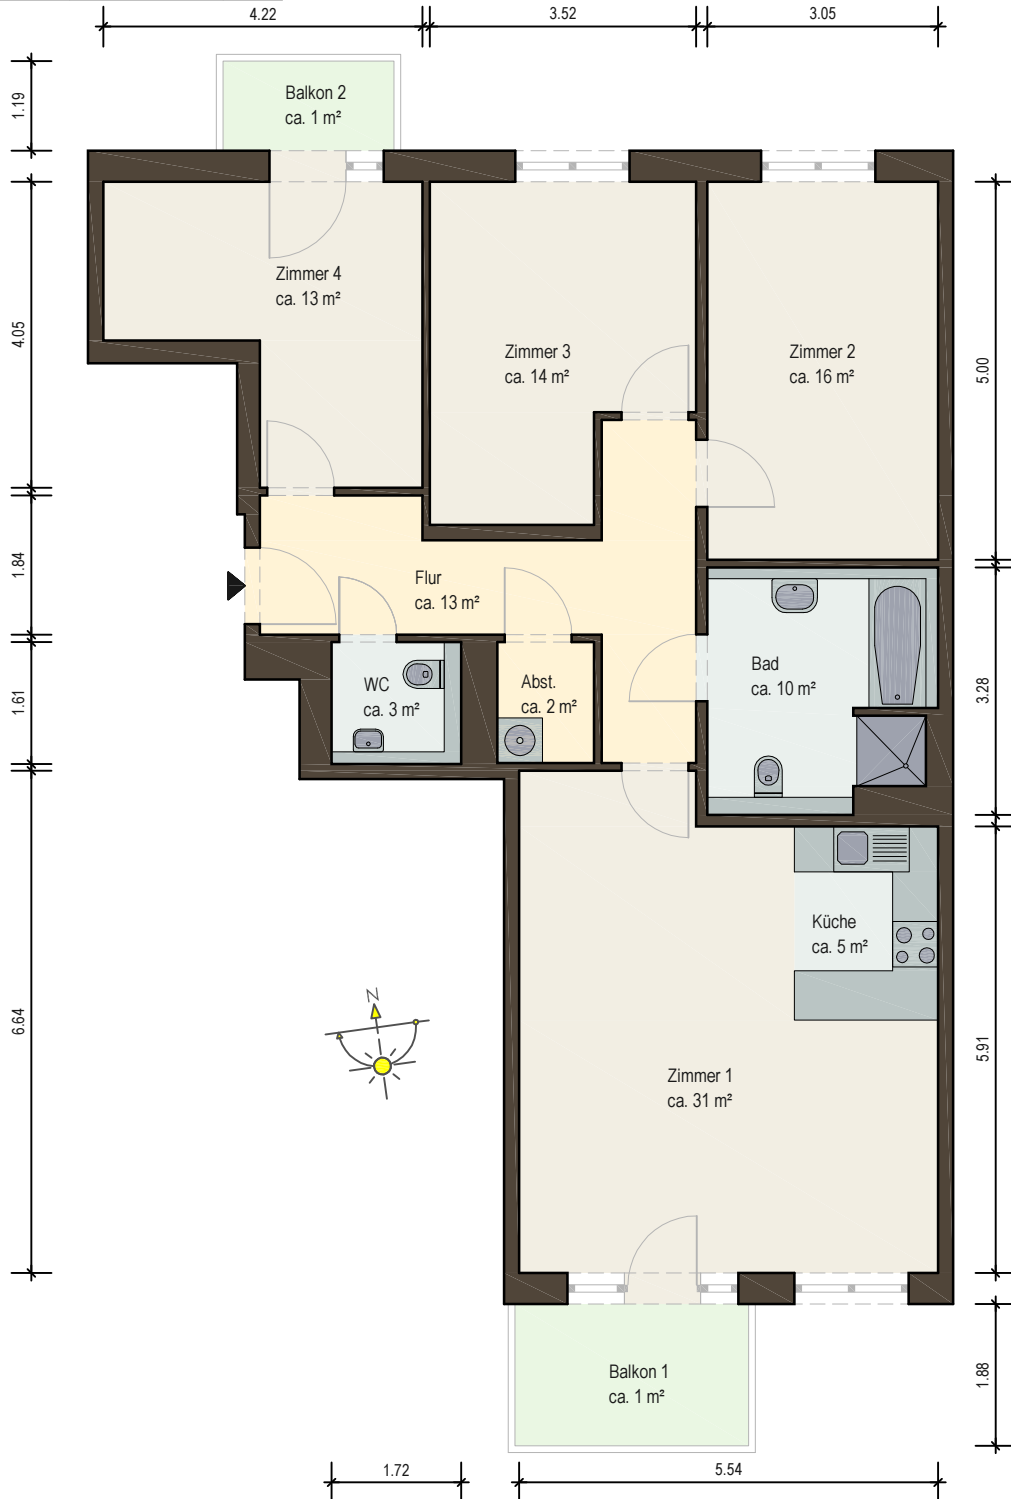 4.22
3.52
3.05
1.19
Balkon 2
ca. 1 m²
Zimmer 4
ca. 13 m²
4.05
Zimmer 3
ca. 14 m²
Zimmer 2
ca. 16 m²
5.00
1.84
Flur
ca. 13 m²
1.61
WC
ca. 3 m²
Abst.
ca. 2 m²
Bad
ca. 10 m²
3.28
Küche
ca. 5 m²
6.64
N
5.91
Zimmer 1
ca. 31 m²
Balkon 1
ca. 1 m²
1.88
1.72
5.54